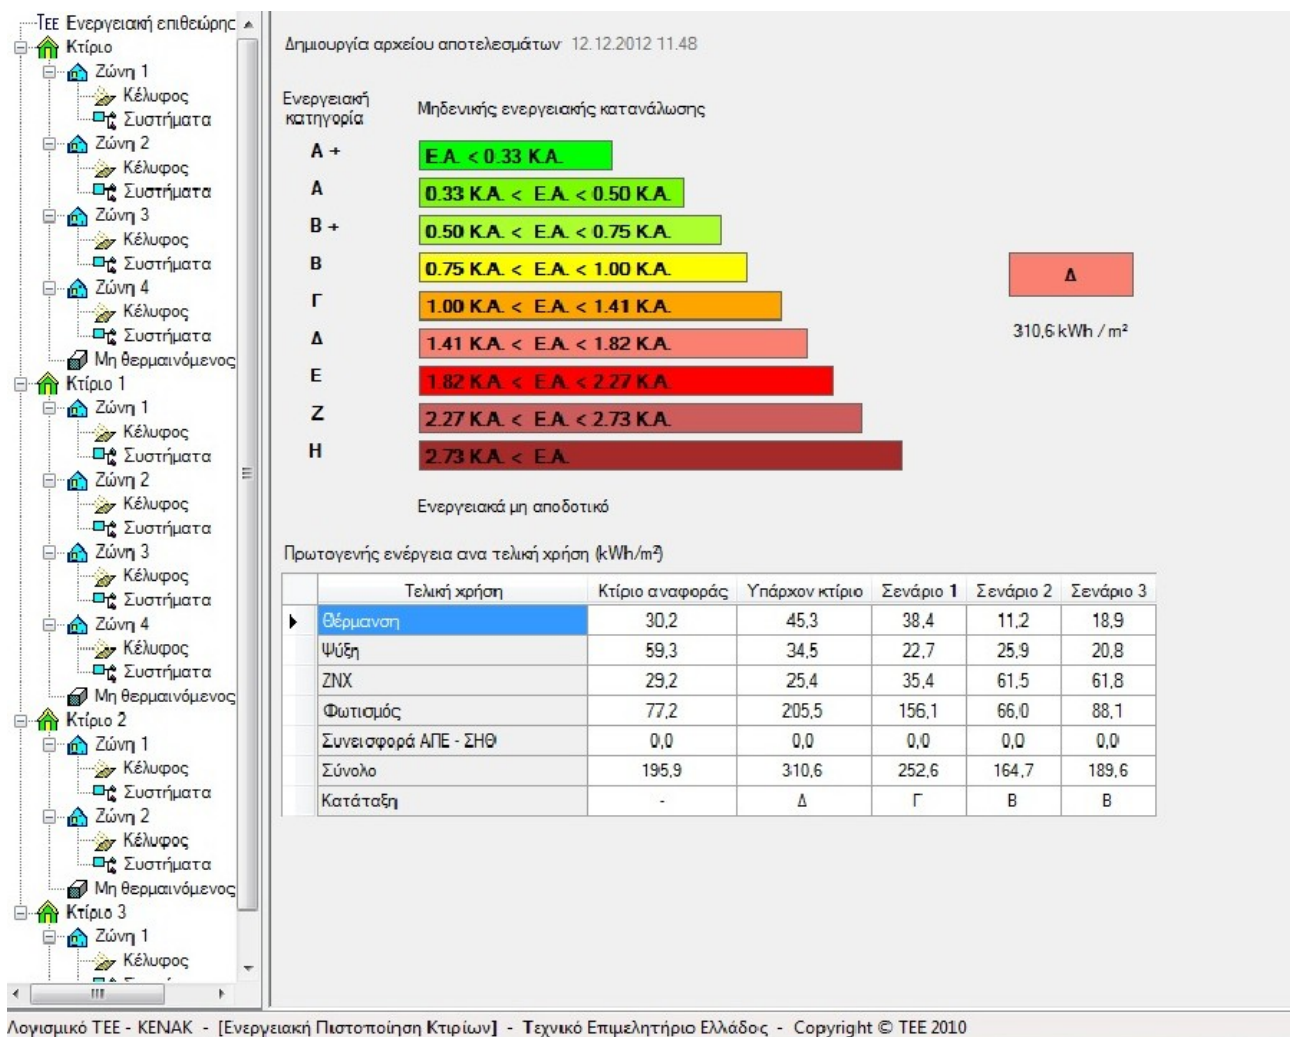 ΤΕΕ Ενεργειακή επιθεώρης
Κτίριο
Ζώνη 1
Κέλυφος
Συστήματα
Ζώνη 2
Κέλυφος
Συστήματα
Ζώνη 3
Κέλυφος
Συστήματα
Ζώνη 4
Κέλυφος
Συστήματα
Μη θερμαινόμενος
Κτίριο 1
Ζώνη 1
Κέλυφος
Συστήματα
Ζώνη 2
Κέλυφος
Συστήματα
Ζώνη 3
Κέλυφος
Συστήματα
Ζώνη 4
Κέλυφος
Συστήματα
Μη θερμαινόμενος
Κτίριο 2
Ζώνη 1
Κέλυφος
Συστήματα
Ζώνη 2
Κέλυφος
Συστήματα
Μη θερμαινόμενος
Κτίριο 3
Ζώνη 1
Κέλυφος
Δημιουργία αρχείου αποτελεσμάτων 12.12.2012 11.48
Ενεργειακή
κατηγορία
Μηδενικής ενεργειακής κατανάλωσης
Α + Ε.Α. < 0.33 Κ.Α.
Α 0.33 Κ.Α. < Ε.Α. < 0.50 Κ.Α.
Β + 0.50 Κ.Α. < Ε.Α. < 0.75 Κ.Α.
Β 0.75 Κ.Α. < Ε.Α. < 1.00 Κ.Α.
Γ 1.00 Κ.Α. < Ε.Α. < 1.41 Κ.Α.
Δ 1.41 Κ.Α. < Ε.Α. < 1.82 Κ.Α.
Ε 1.82 Κ.Α. < Ε.Α. < 2.27 Κ.Α.
Ζ 2.27 Κ.Α. < Ε.Α. < 2.73 Κ.Α.
Η 2.73 Κ.Α. < Ε.Α.
Ενεργειακά μη αποδοτικό
Δ
310,6 kWh / m²
Πρωτογενής ενέργεια ανα τελική χρήση (kWh/m²)
Τελική χρήση Κτίριο αναφοράς Υπάρχον κτίριο Σενάριο 1 Σενάριο 2 Σενάριο 3
Θέρμανση 30,2 45,3 38,4 11,2 18,9
Ψύξη 59,3 34,5 22,7 25,9 20,8
ΖΝΧ 29,2 25,4 35,4 61,5 61,8
Φωτισμός 77,2 205,5 156,1 66,0 88,1
Συνεισφορά ΑΠΕ - ΣΗΘ 0,0 0,0 0,0 0,0 0,0
Σύνολο 195,9 310,6 252,6 164,7 189,6
Κατάταξη - Δ Γ Β Β
Λογισμικό ΤΕΕ - ΚΕΝΑΚ - [Ενεργειακή Πιστοποίηση Κτιρίων] - Τεχνικό Επιμελητήριο Ελλάδος - Copyright © ΤΕΕ 2010